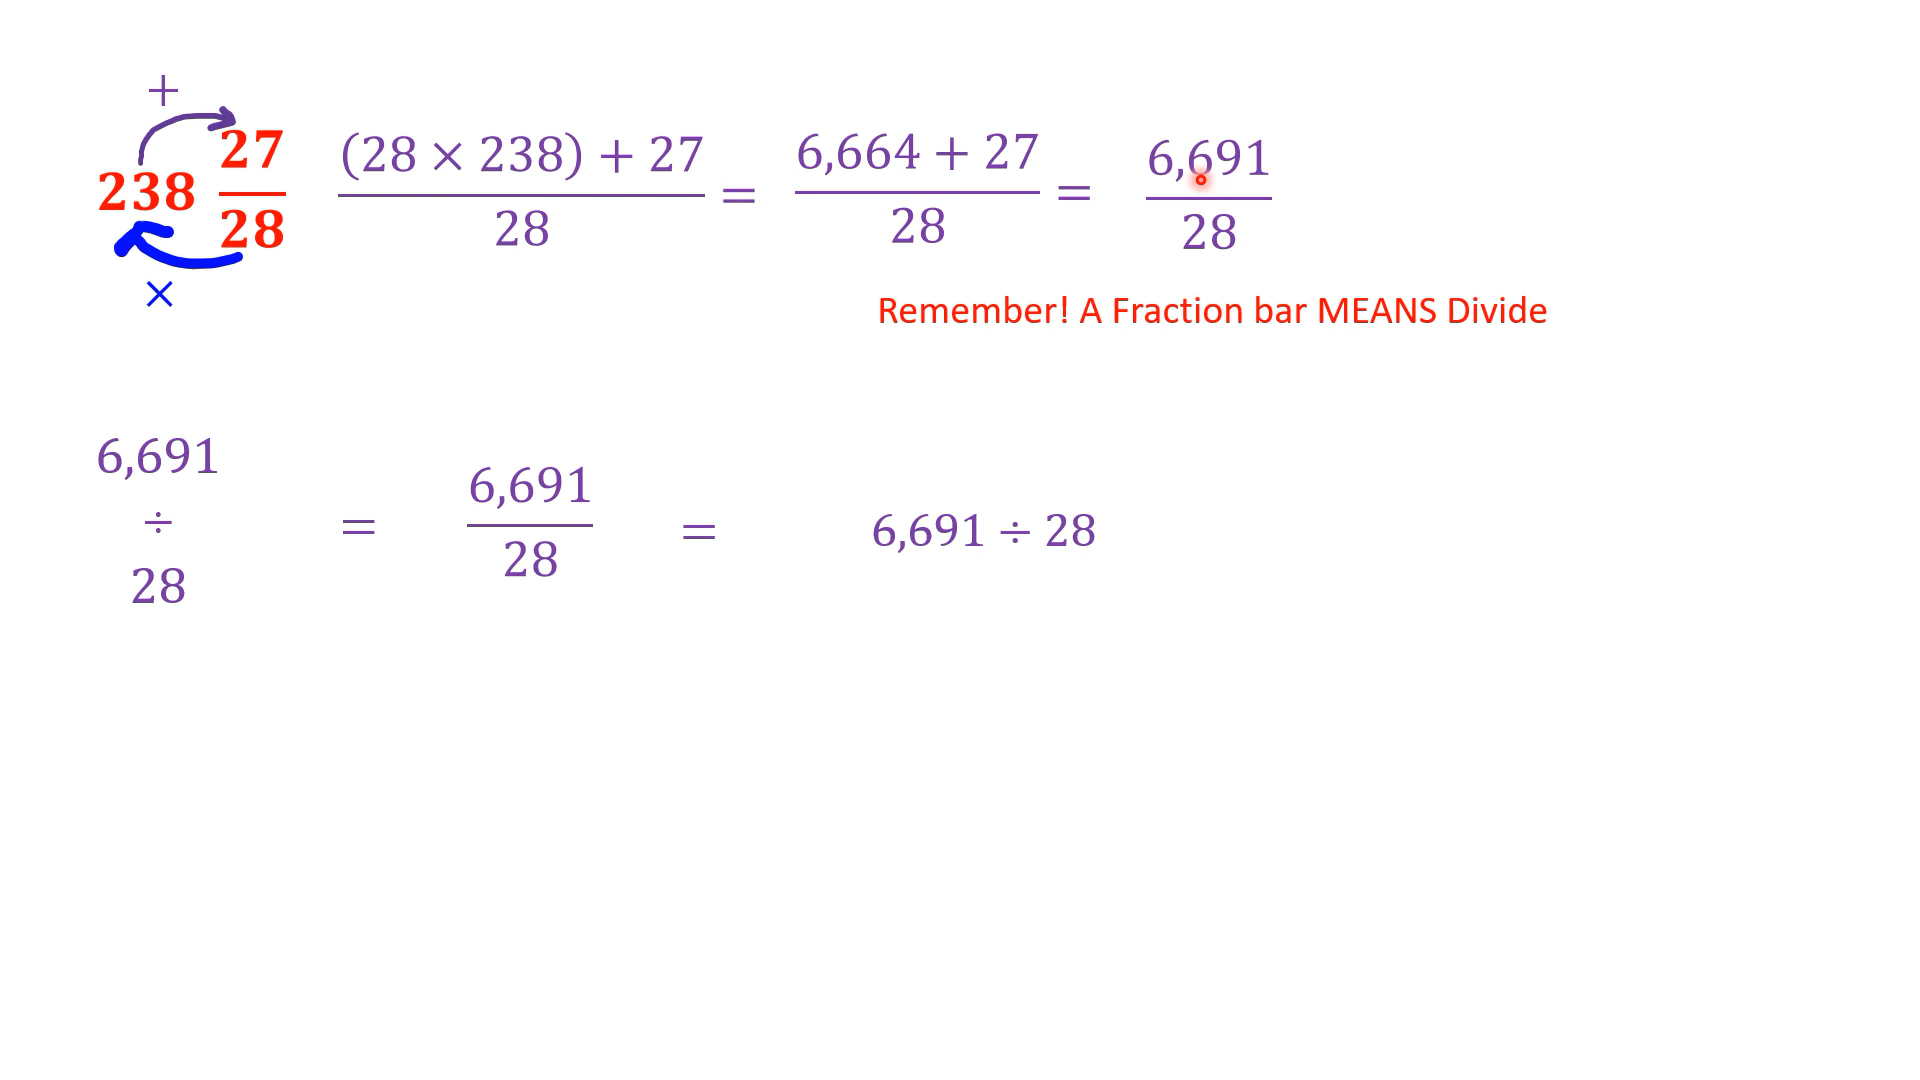 +
238 27/28
×
(28 × 238) + 27 / 28 = 6,664 + 27 / 28 = 6,691 / 28
Remember! A Fraction bar MEANS Divide
6,691 ÷ 28 = 6,691 / 28 = 6,691 ÷ 28